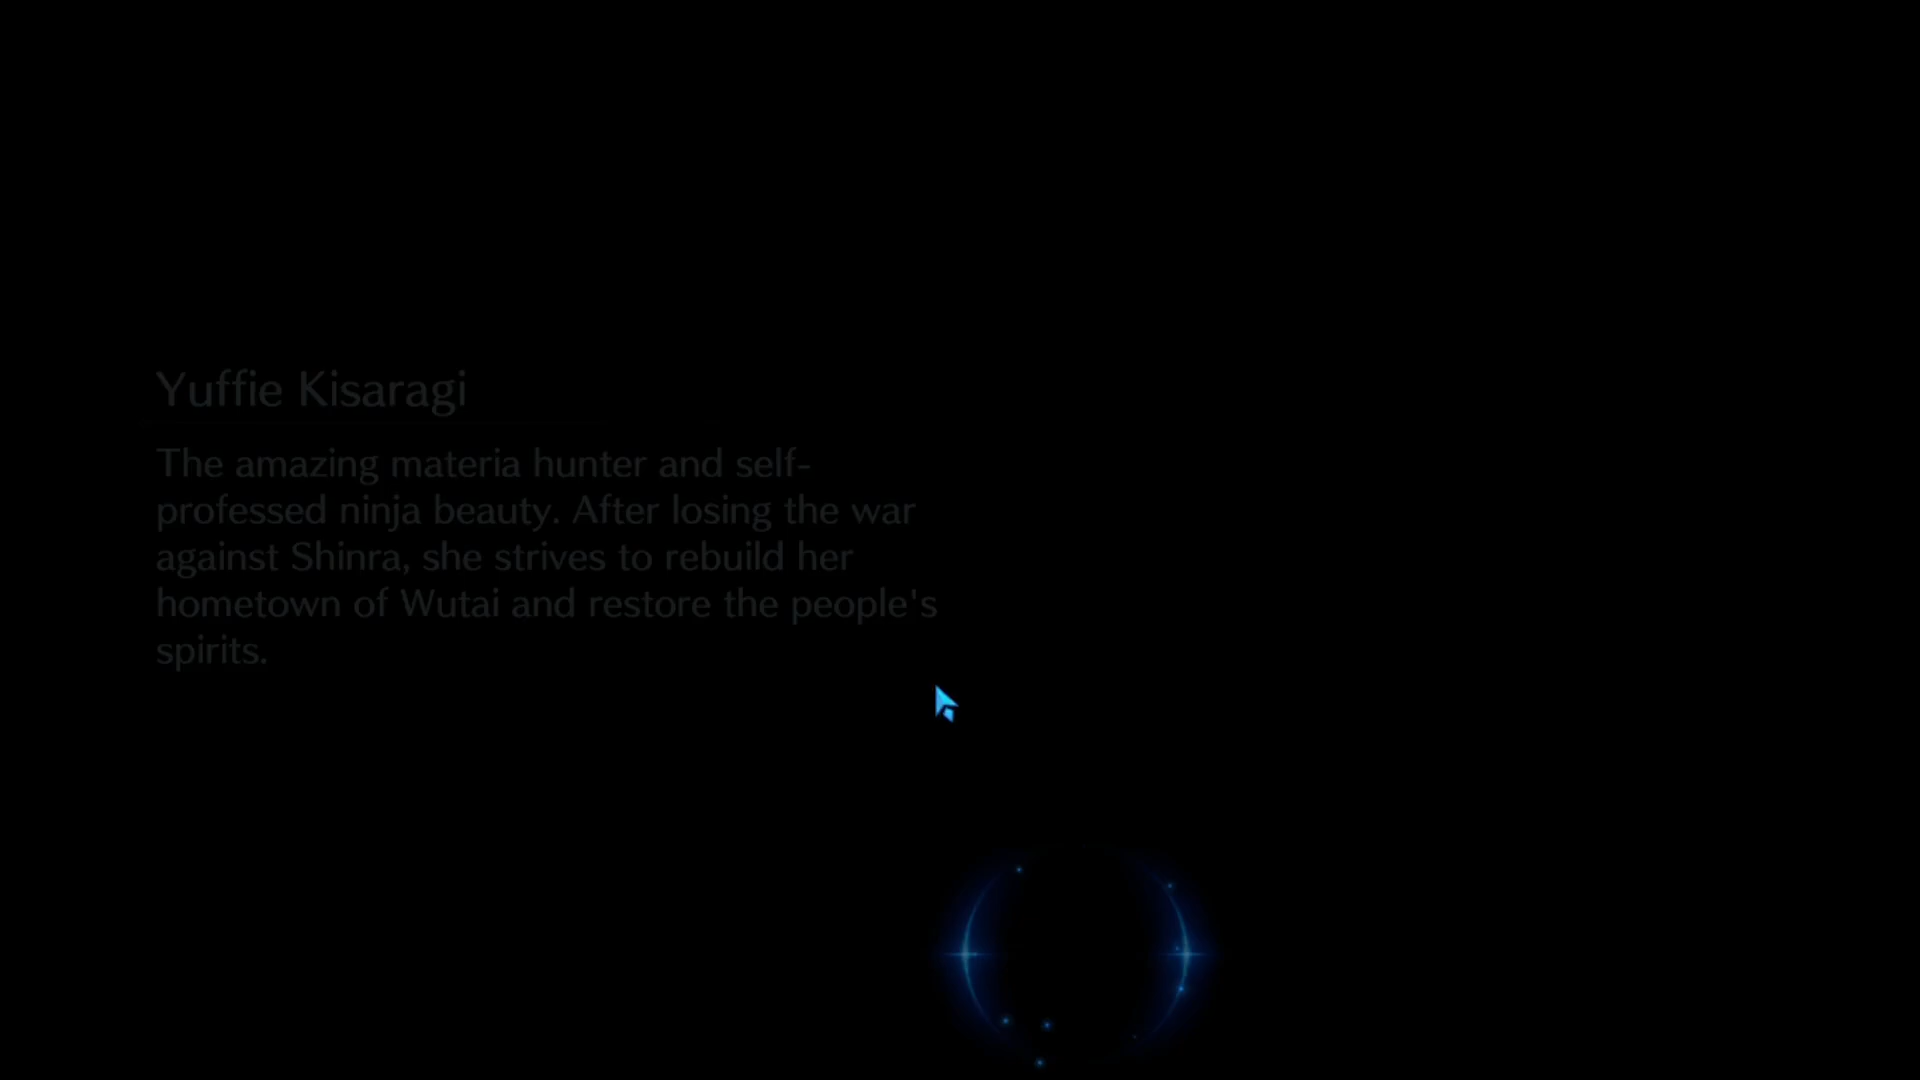 Yuffie Kisaragi
The amazing materia hunter and self-
professed ninja beauty. After losing the war
against Shinra, she strives to rebuild her
hometown of Wutai and restore the people's
spirits.